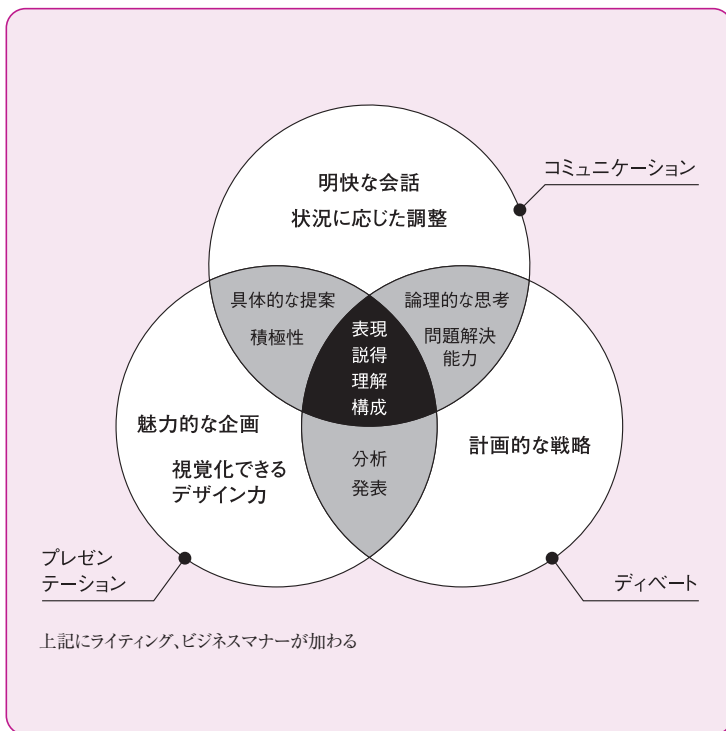 コミュニケーション
明快な会話
状況に応じた調整
具体的な提案
積極性
論理的な思考
問題解決
能力
表現
説得
理解
構成
魅力的な企画
視覚化できる
デザイン力
計画的な戦略
分析
発表
プレゼン
テーション
ディベート
上記にライティング、ビジネスマナーが加わる